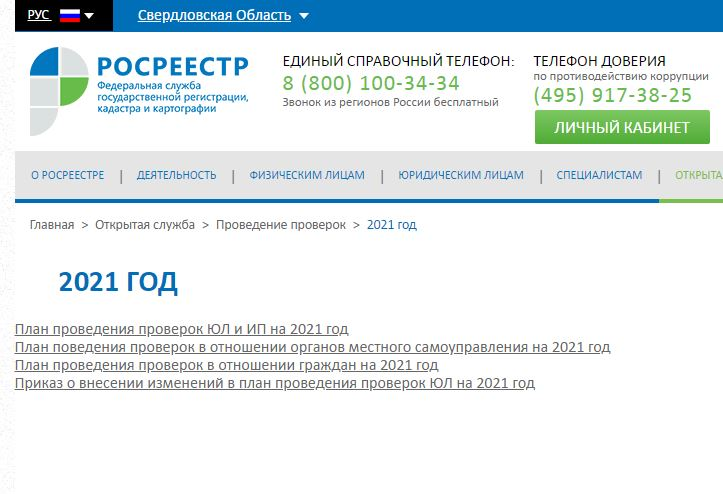 РУС
Свердловская Область
РОСРЕЕСТР
Федеральная служба
государственной регистрации,
кадастра и картографии
ЕДИНЫЙ СПРАВОЧНЫЙ ТЕЛЕФОН:
8 (800) 100-34-34
Звонок из регионов России бесплатный
ТЕЛЕФОН ДОВЕРИЯ
по противодействию коррупции
(495) 917-38-25
ЛИЧНЫЙ КАБИНЕТ
О РОСРЕЕСТРЕ | ДЕЯТЕЛЬНОСТЬ | ФИЗИЧЕСКИМ ЛИЦАМ | ЮРИДИЧЕСКИМ ЛИЦАМ | СПЕЦИАЛИСТАМ | ОТКРЫТА
Главная > Открытая служба > Проведение проверок > 2021 год
2021 ГОД
План проведения проверок ЮЛ и ИП на 2021 год
План поведения проверок в отношении органов местного самоуправления на 2021 год
План проведения проверок в отношении граждан на 2021 год
Приказ о внесении изменений в план проведения проверок ЮЛ на 2021 год